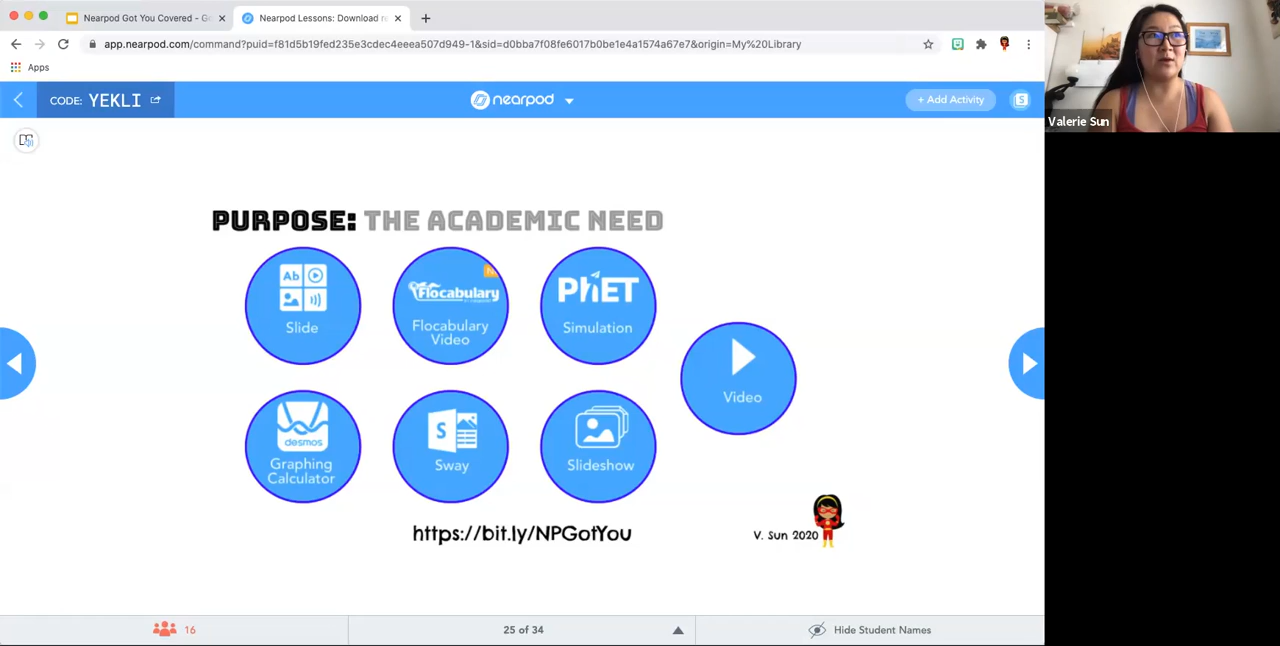 Nearpod Got You Covered - G
Nearpod Lessons: Download r
app.nearpod.com/command?puid=f81d5b19fed235e3cdec4eeea507d949-1&sid=d0bba7f08fe6017b0be1e4a1574a67e7&origin=My%20Library
Apps
CODE: YEKLI
nearpod
+ Add Activity
S
Valerie Sun
PURPOSE: THE ACADEMIC NEED
Ab
Slide
Flocabulary
Flocabulary
Video
PhET
Simulation
Video
desmos
Graphing
Calculator
S
Sway
Slideshow
https://bit.ly/NPGotYou
V. Sun 2020
16
25 of 34
Hide Student Names